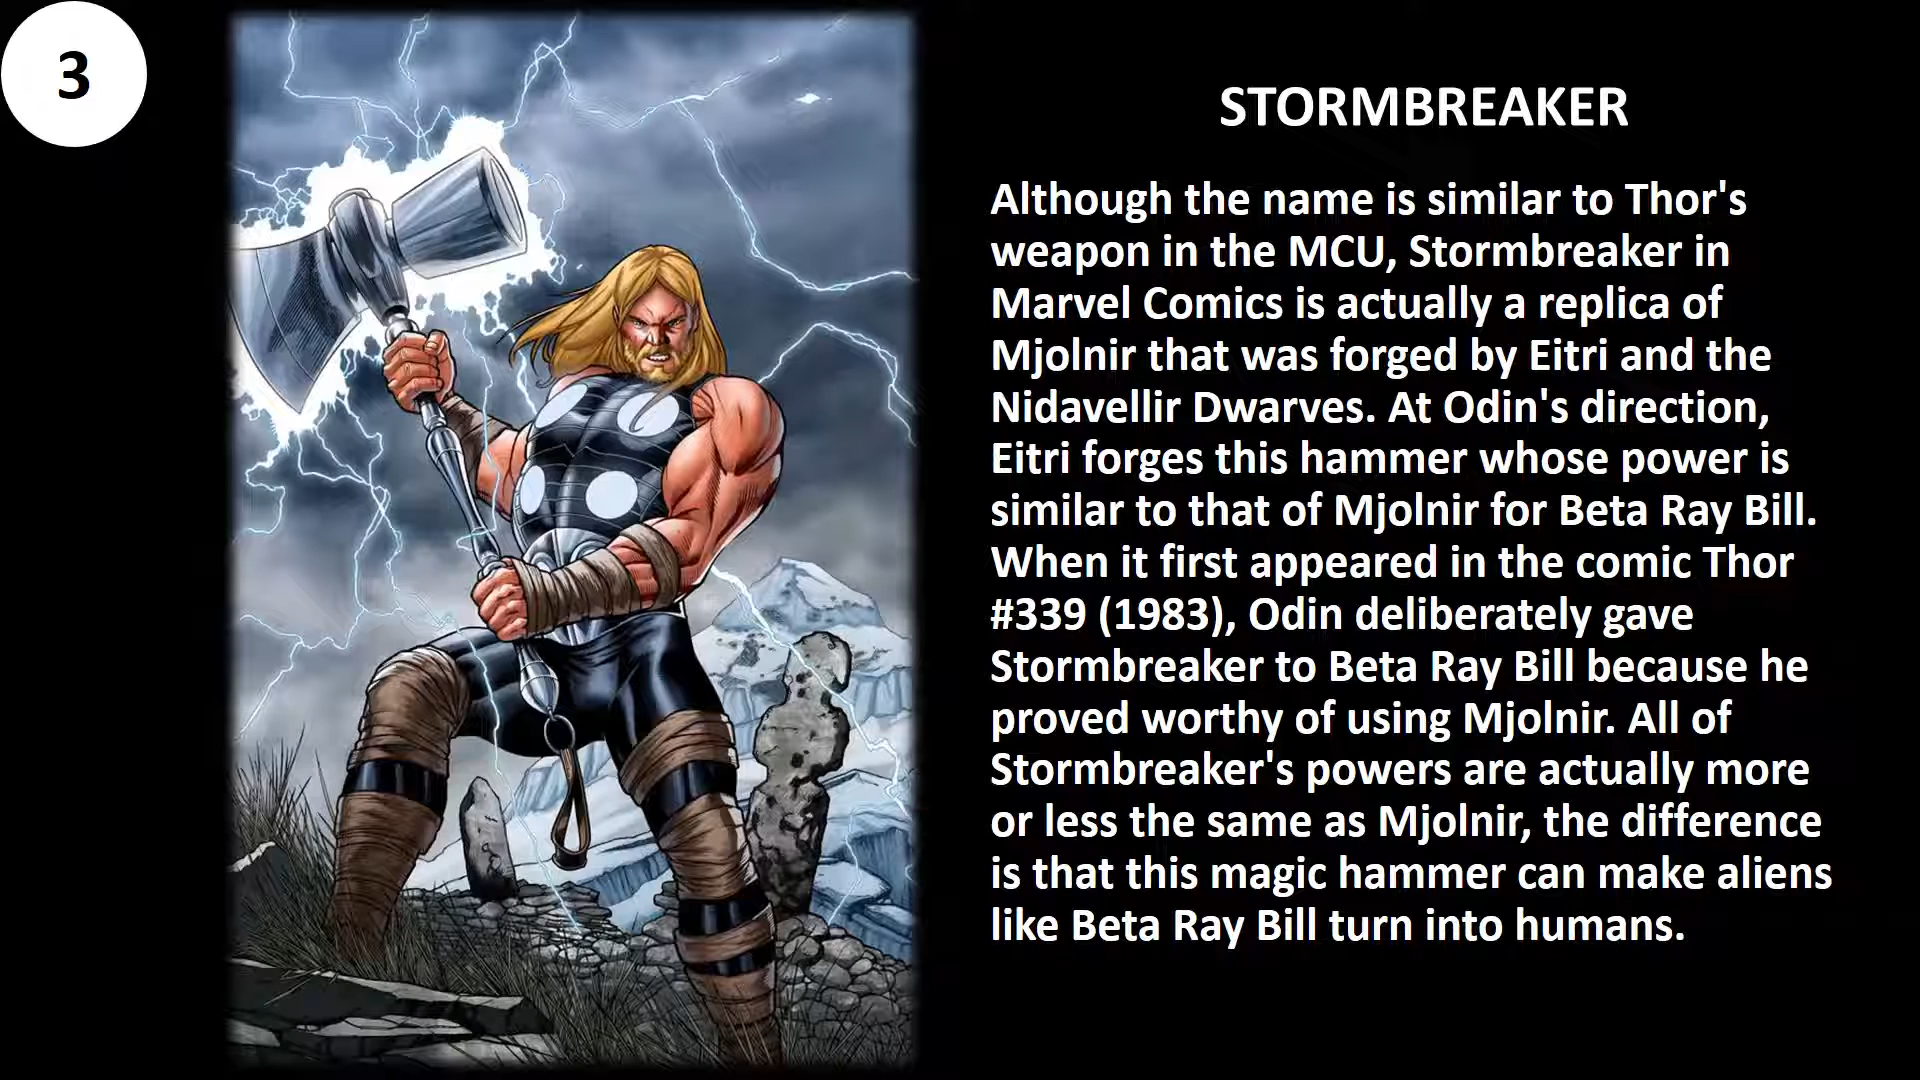 3
STORMBREAKER
Although the name is similar to Thor's
weapon in the MCU, Stormbreaker in
Marvel Comics is actually a replica of
Mjolnir that was forged by Eitri and the
Nidavellir Dwarves. At Odin's direction,
Eitri forges this hammer whose power is
similar to that of Mjolnir for Beta Ray Bill.
When it first appeared in the comic Thor
#339 (1983), Odin deliberately gave
Stormbreaker to Beta Ray Bill because he
proved worthy of using Mjolnir. All of
Stormbreaker's powers are actually more
or less the same as Mjolnir, the difference
is that this magic hammer can make aliens
like Beta Ray Bill turn into humans.